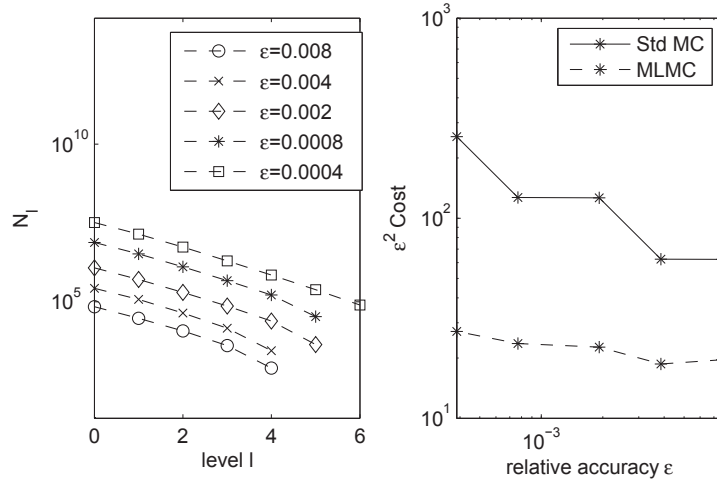 10^10
10^5
N_l
0 2 4 6
level l
ε=0.008
ε=0.004
ε=0.002
ε=0.0008
ε=0.0004
10^3
10^2
10^1
ε^2 Cost
10^-3
relative accuracy ε
Std MC
MLMC